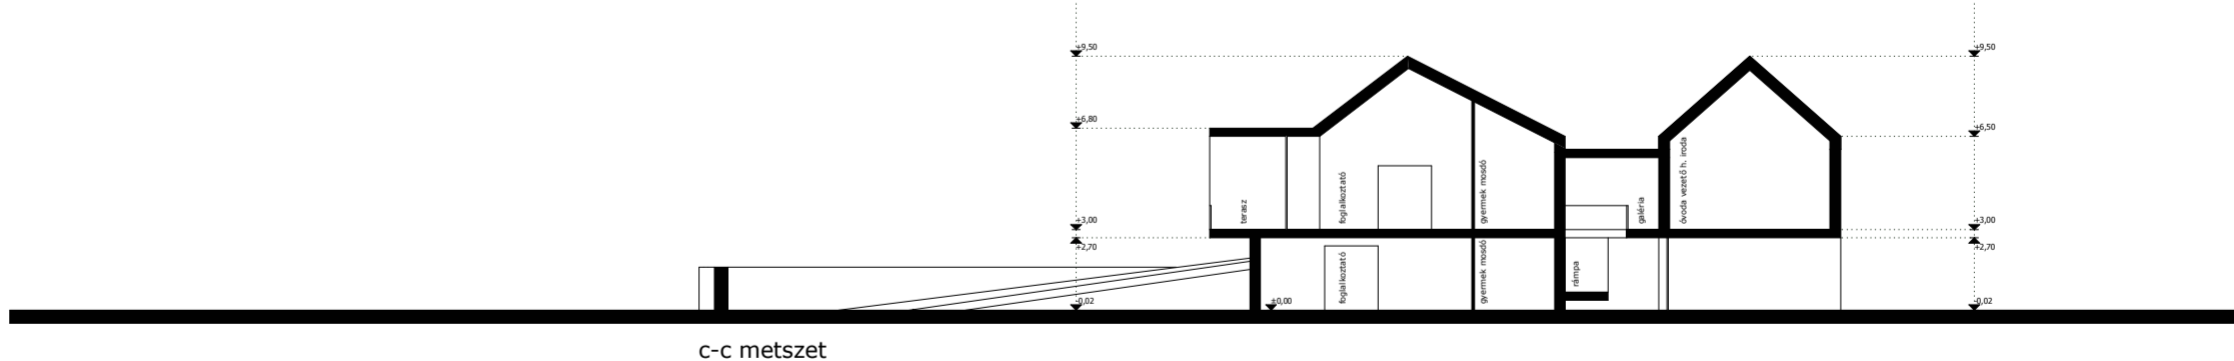 +9,50
+9,50
+6,80
+6,50
terasz
foglalkoztató
gyermek mosdó
galéria
óvoda vezető h. iroda
+3,00
+3,00
+2,70
+2,70
foglalkoztató
gyermek mosdó
rámpa
-0,02
±0,00
-0,02
c-c metszet